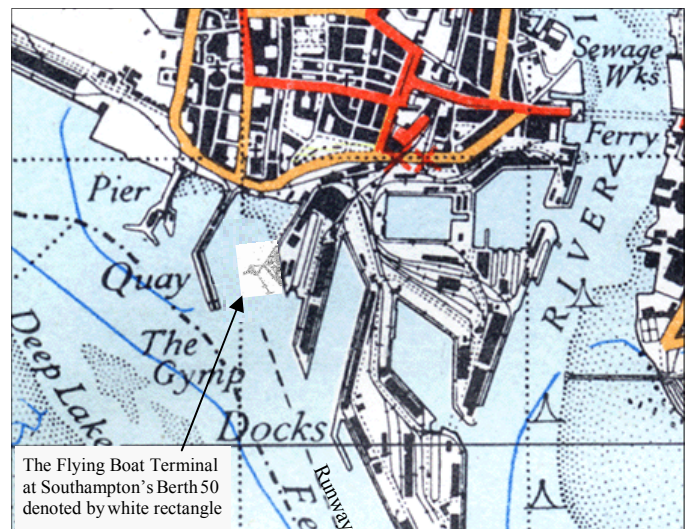 Sewage
Wks
Ferry
RIVER
Pier
Quay
The
Gymp
Deep Lake
Docks
Runway
The Flying Boat Terminal
at Southampton's Berth 50
denoted by white rectangle